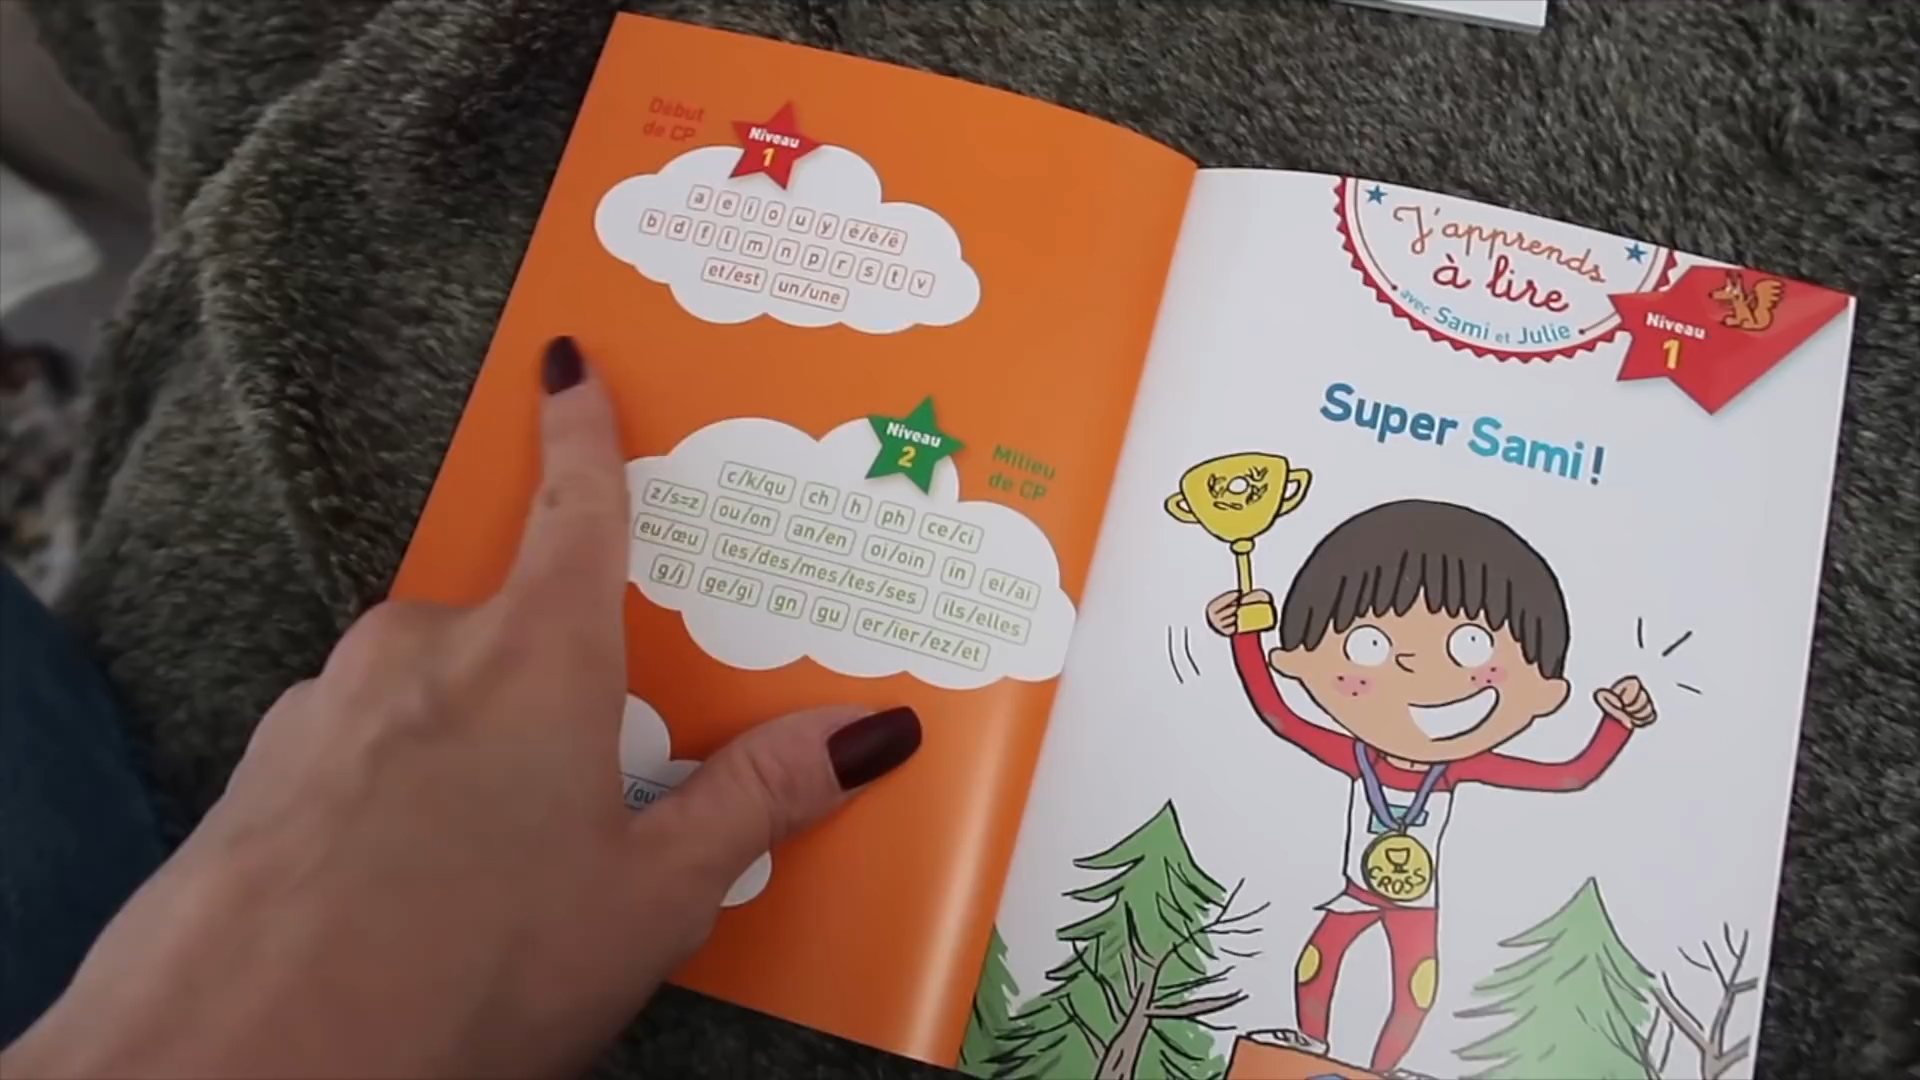 Début
de CP
Niveau
1
a e i o u y é/è/ê
b d f l m n p r s t v
et/est un/une
Niveau
2
Milieu
de CP
c/k/qu ch h ph ce/ci
z/s=z ou/on an/en oi/oin in ei/ai
eu/œu les/des/mes/tes/ses ils/elles
g/j ge/gi gn gu er/ier/ez/et
J'apprends
à lire
avec Sami et Julie
Niveau
1
Super Sami !
CROSS